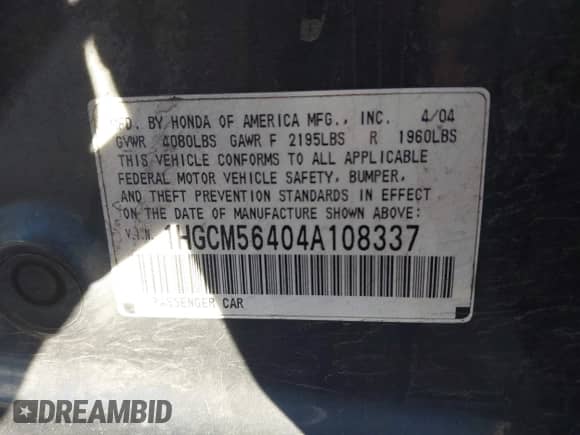 MFD. BY HONDA OF AMERICA MFG., INC. 4/04
GVWR 4080LBS GAWR F 2195LBS R 1960LBS
THIS VEHICLE CONFORMS TO ALL APPLICABLE
FEDERAL MOTOR VEHICLE SAFETY, BUMPER,
AND THEFT PREVENTION STANDARDS IN EFFECT
ON THE DATE OF MANUFACTURE SHOWN ABOVE:
V.I.N. 1HGCM56404A108337
PASSENGER CAR
DREAMBID